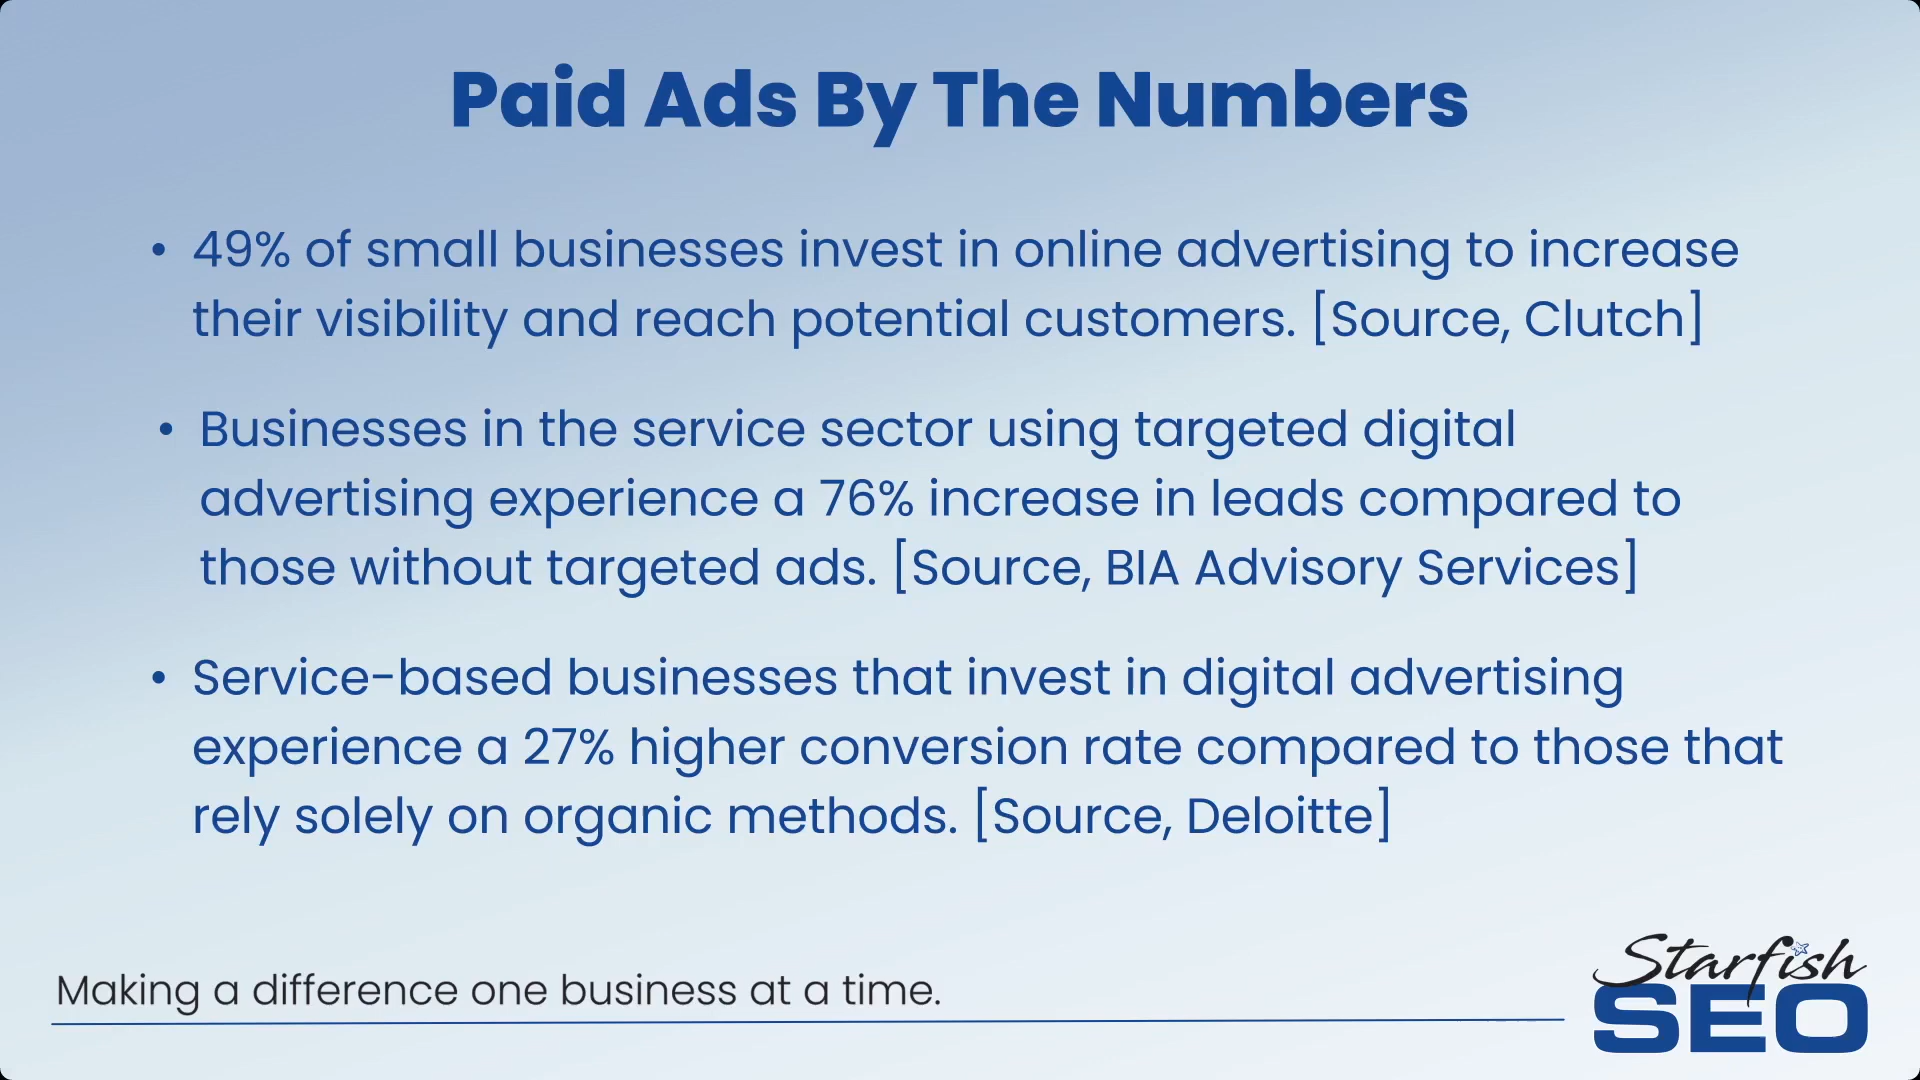 Paid Ads By The Numbers
• 49% of small businesses invest in online advertising to increase
their visibility and reach potential customers. [Source, Clutch]
• Businesses in the service sector using targeted digital
advertising experience a 76% increase in leads compared to
those without targeted ads. [Source, BIA Advisory Services]
• Service-based businesses that invest in digital advertising
experience a 27% higher conversion rate compared to those that
rely solely on organic methods. [Source, Deloitte]
Making a difference one business at a time.
Starfish
SEO